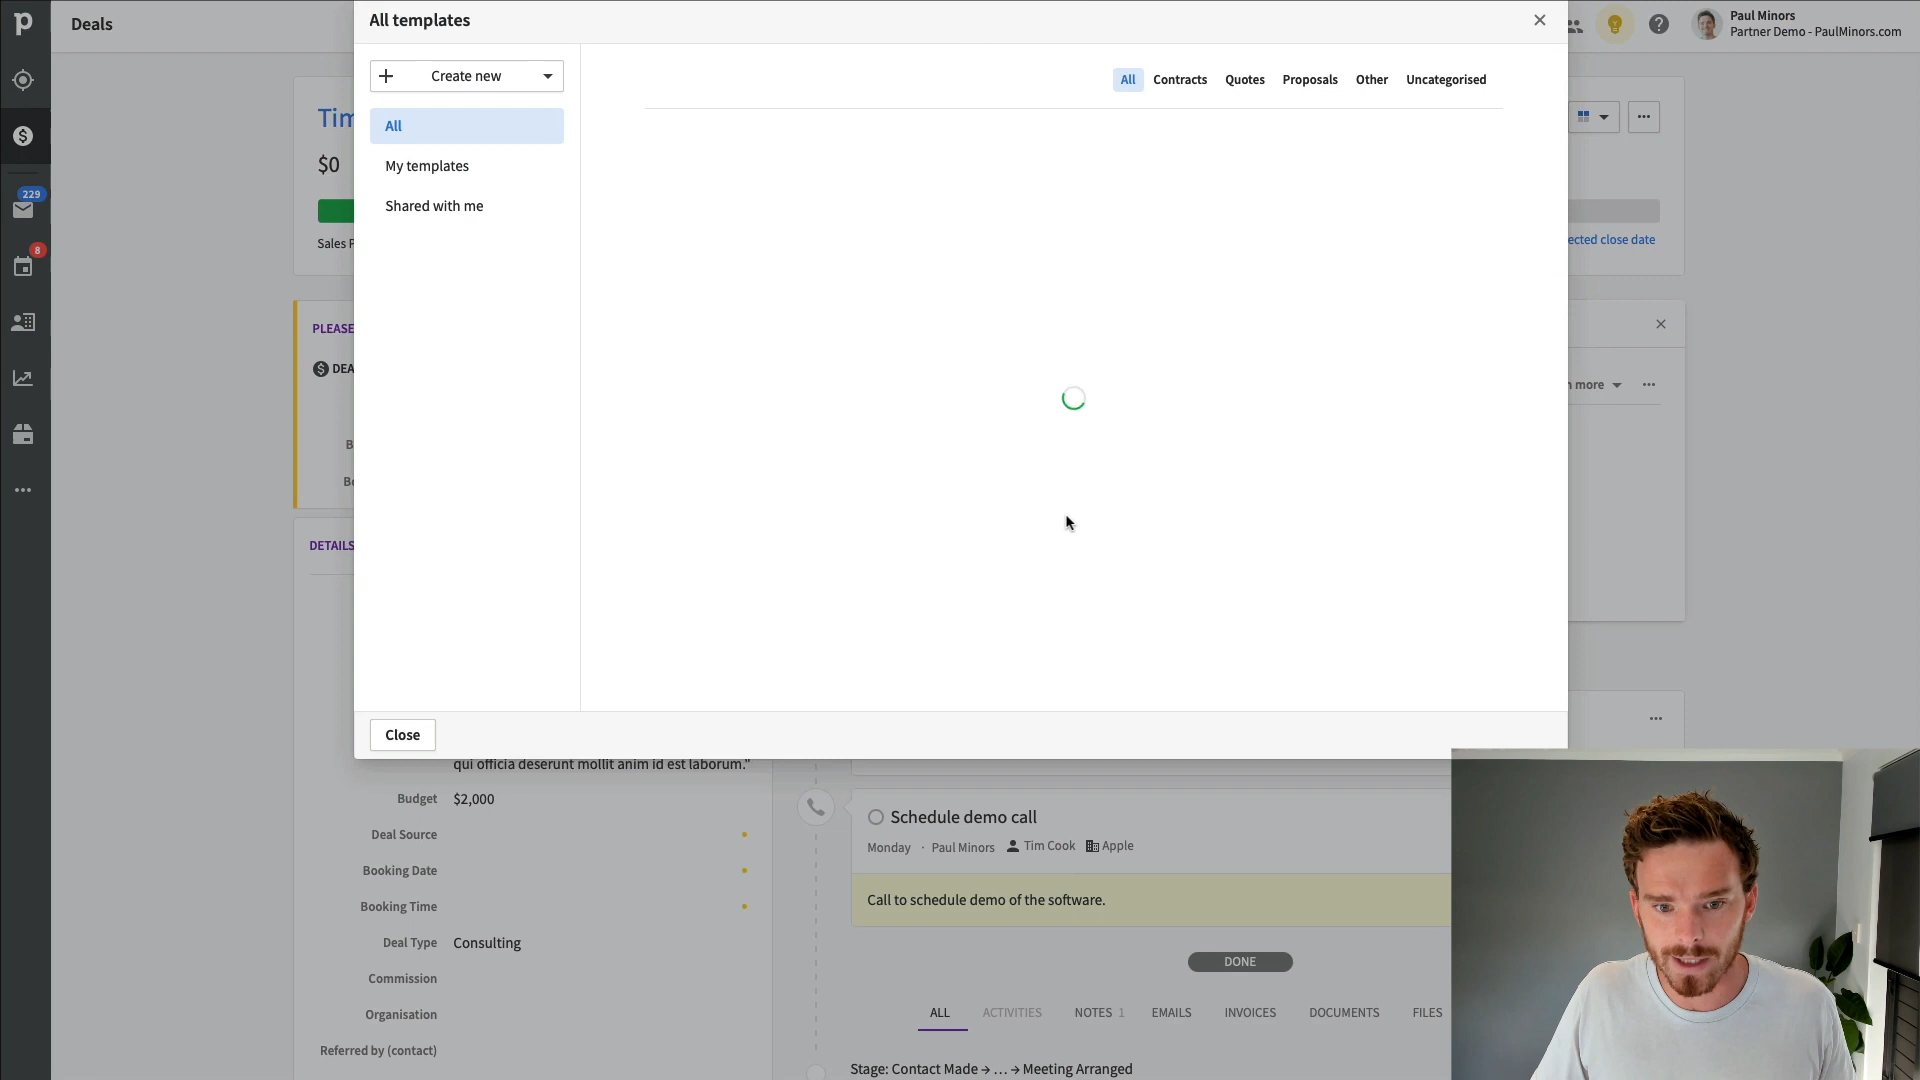 Deals
All templates
Paul Minors
Partner Demo - PaulMinors.com
Create new
All
My templates
Shared with me
All Contracts Quotes Proposals Other Uncategorised
Tim
$0
Sales P
ected close date
229
8
PLEASE
DEA
B
Bo
more
DETAILS
Close
qui officia deserunt mollit anim id est laborum."
Budget $2,000
Deal Source
Booking Date
Booking Time
Deal Type Consulting
Commission
Organisation
Referred by (contact)
Schedule demo call
Monday · Paul Minors Tim Cook Apple
Call to schedule demo of the software.
DONE
ALL ACTIVITIES NOTES 1 EMAILS INVOICES DOCUMENTS FILES
Stage: Contact Made → … → Meeting Arranged